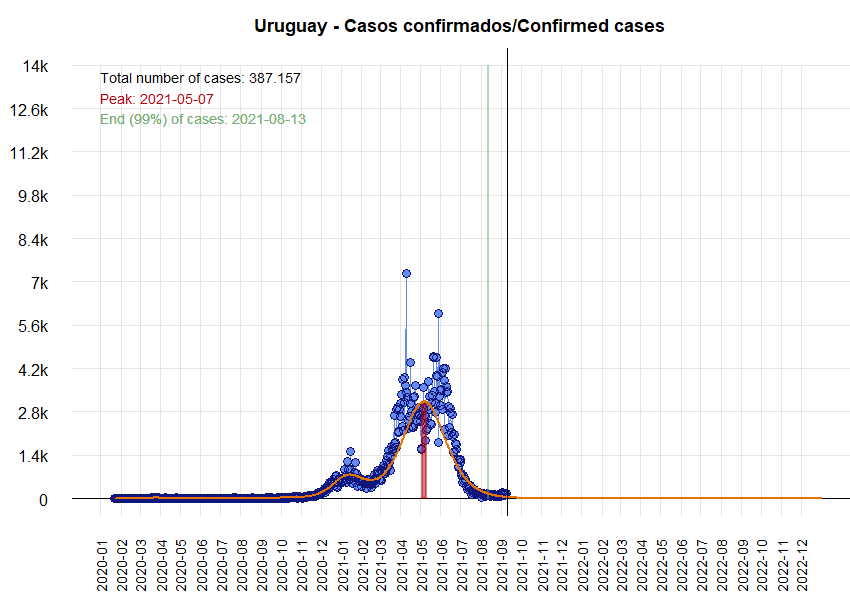 Uruguay - Casos confirmados/Confirmed cases
14k
12.6k
11.2k
9.8k
8.4k
7k
5.6k
4.2k
2.8k
1.4k
0
Total number of cases: 387.157
Peak: 2021-05-07
End (99%) of cases: 2021-08-13
2020-01
2020-02
2020-03
2020-04
2020-05
2020-06
2020-07
2020-08
2020-09
2020-10
2020-11
2020-12
2021-01
2021-02
2021-03
2021-04
2021-05
2021-06
2021-07
2021-08
2021-09
2021-10
2021-11
2021-12
2022-01
2022-02
2022-03
2022-04
2022-05
2022-06
2022-07
2022-08
2022-09
2022-10
2022-11
2022-12